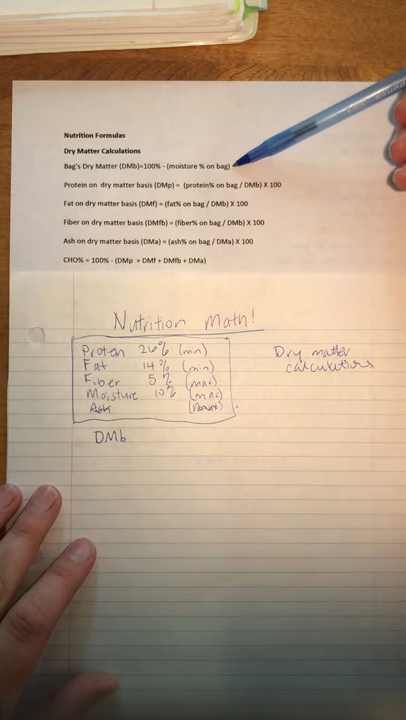 Nutrition Formulas
Dry Matter Calculations
Bag's Dry Matter (DMb)=100% - (moisture % on bag)
Protein on dry matter basis (DMp) = (protein% on bag / DMb) X 100
Fat on dry matter basis (DMf) = (fat% on bag / DMb) X 100
Fiber on dry matter basis (DMfb) = (fiber% on bag / DMb) X 100
Ash on dry matter basis (DMa) = (ash% on bag / DMa) X 100
CHO% = 100% - (DMp + DMf + DMfb + DMa)
Nutrition Math!
Protein 26% (min)
Fat 14% (min)
Fiber 5% (max)
Moisture 10% (max)
Ash
Dry matter
calculations
DMb